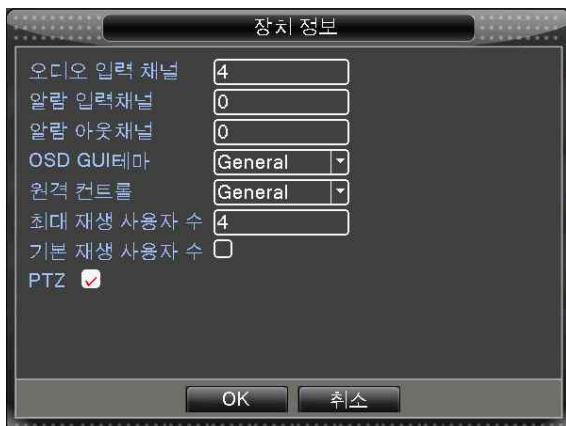 장치 정보
오디오 입력 채널 4
알람 입력채널 0
알람 아웃채널 0
OSD GUI테마 General
원격 컨트롤 General
최대 재생 사용자 수 4
기본 재생 사용자 수
PTZ
OK 취소